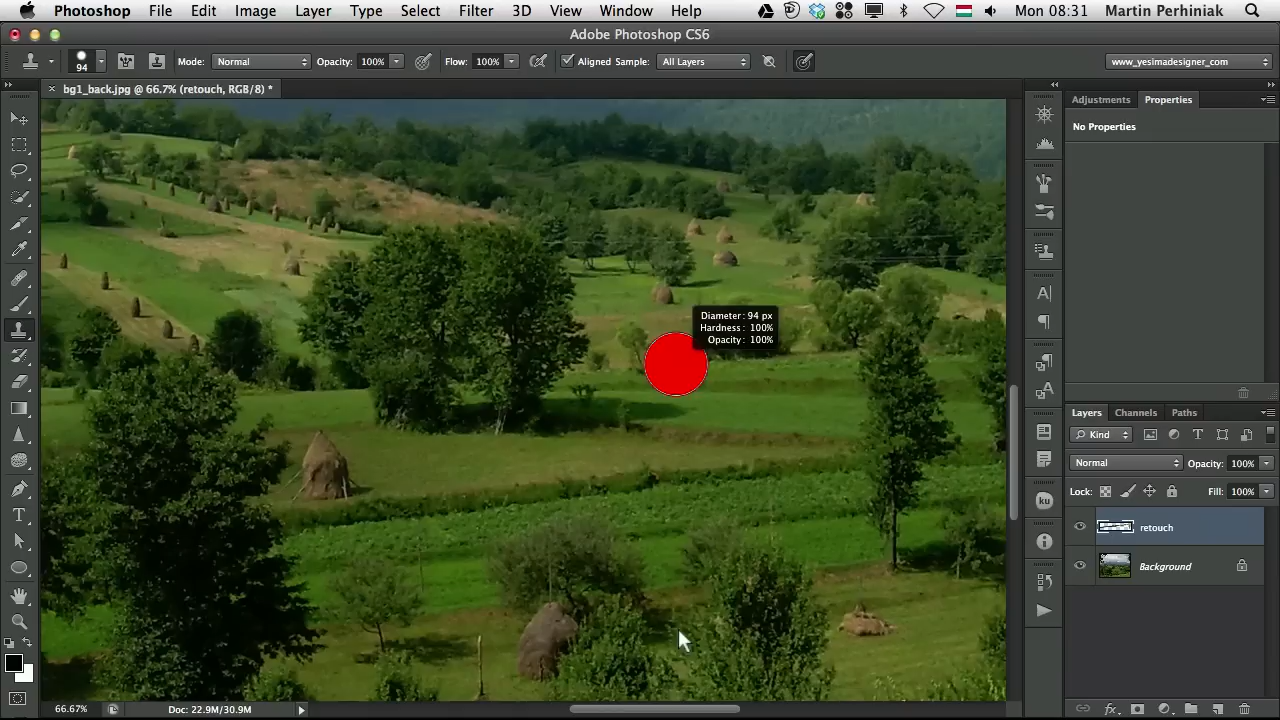 Photoshop File Edit Image Layer Type Select Filter 3D View Window Help Mon 08:31 Martin Perhiniak
Adobe Photoshop CS6
94 Mode: Normal Opacity: 100% Flow: 100% Aligned Sample: All Layers www_yesimadesigner_com
× bg1_back.jpg @ 66.7% (retouch, RGB/8) *
Adjustments Properties
No Properties
Diameter: 94 px
Hardness: 100%
Opacity: 100%
Layers Channels Paths
Kind
Normal Opacity: 100%
Lock: Fill: 100%
retouch
Background
ku
66.67% Doc: 22.9M/30.9M